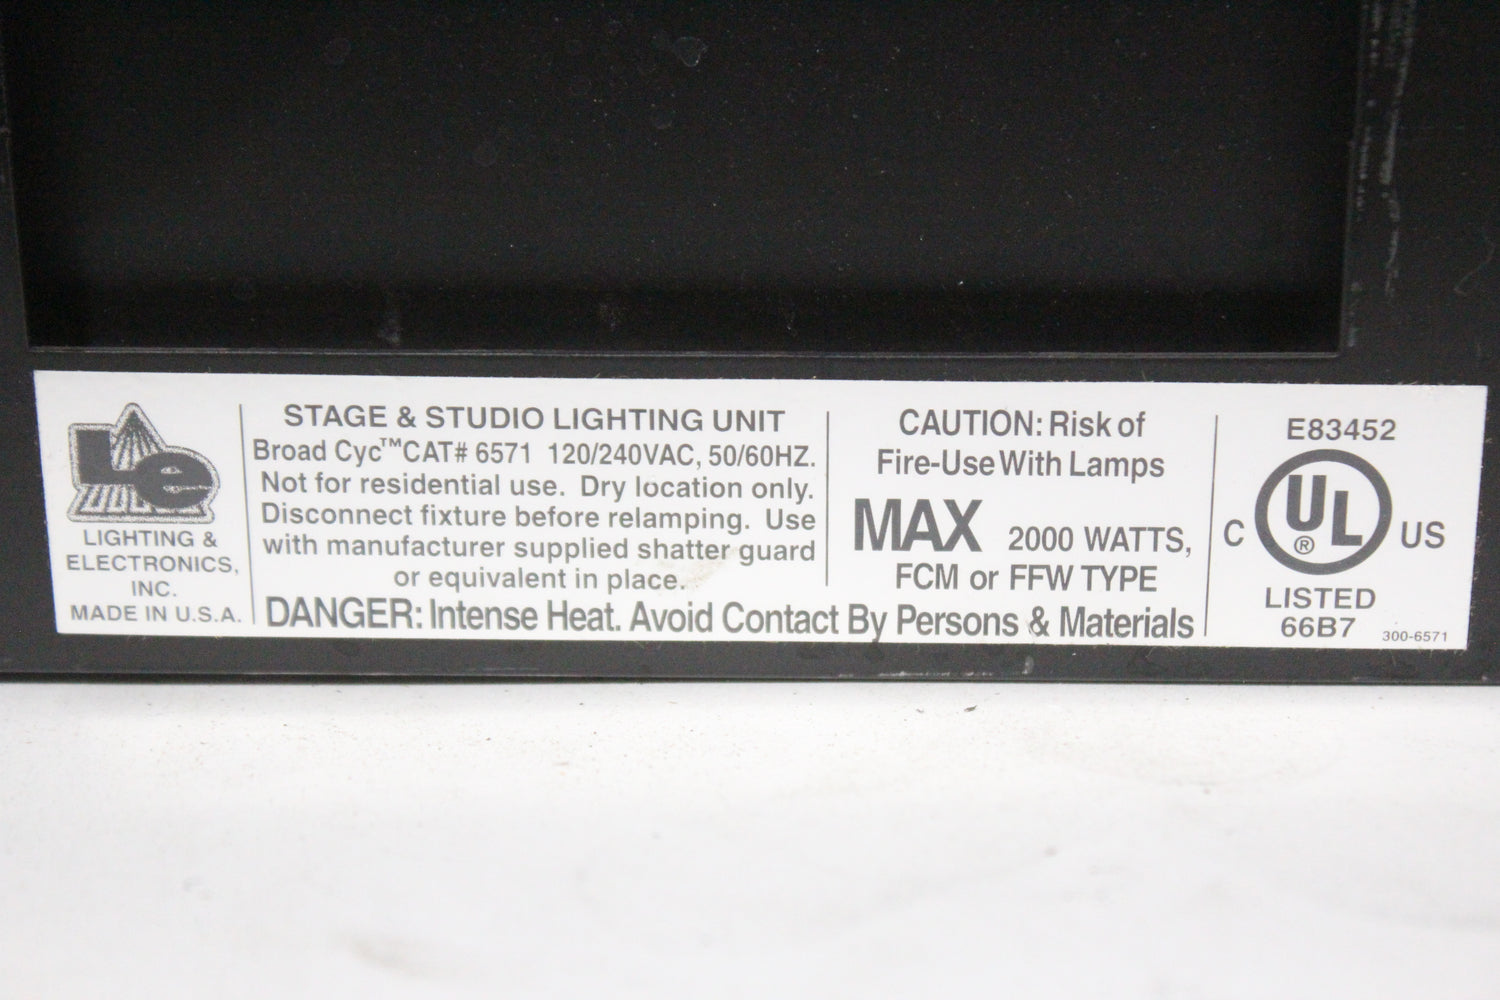 Le
LIGHTING &
ELECTRONICS,
INC.
MADE IN U.S.A.
STAGE & STUDIO LIGHTING UNIT
Broad Cyc™CAT# 6571 120/240VAC, 50/60HZ.
Not for residential use. Dry location only.
Disconnect fixture before relamping. Use
with manufacturer supplied shatter guard
or equivalent in place.
CAUTION: Risk of
Fire-Use With Lamps
MAX 2000 WATTS,
FCM or FFW TYPE
DANGER: Intense Heat. Avoid Contact By Persons & Materials
E83452
C UL® US
LISTED
66B7
300-6571